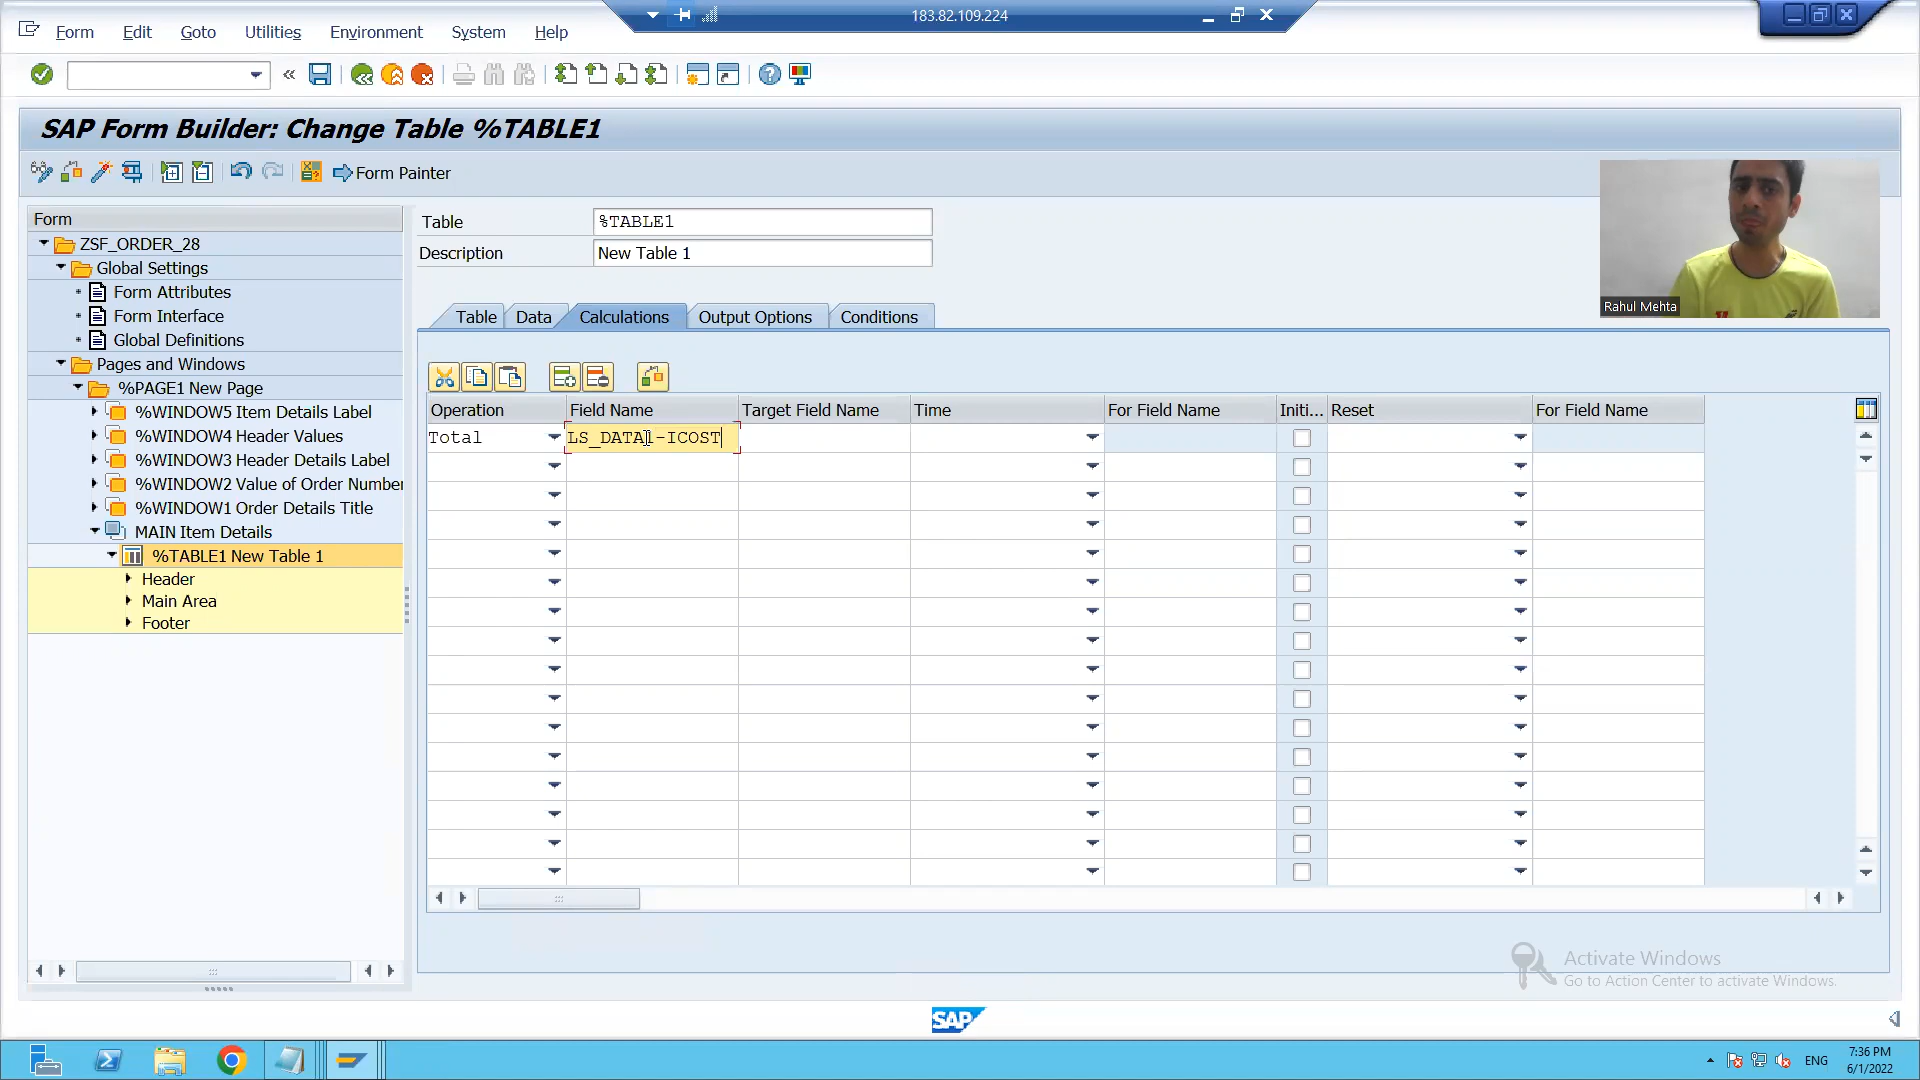 183.82.109.224
Form Edit Goto Utilities Environment System Help
SAP Form Builder: Change Table %TABLE1
Form Painter
Rahul Mehta
Form
ZSF_ORDER_28
Global Settings
Form Attributes
Form Interface
Global Definitions
Pages and Windows
%PAGE1 New Page
%WINDOW5 Item Details Label
%WINDOW4 Header Values
%WINDOW3 Header Details Label
%WINDOW2 Value of Order Number
%WINDOW1 Order Details Title
MAIN Item Details
%TABLE1 New Table 1
Header
Main Area
Footer
Table %TABLE1
Description New Table 1
Table Data Calculations Output Options Conditions
Operation Field Name Target Field Name Time For Field Name Initi... Reset For Field Name
Total LS_DATA1-ICOST
Activate Windows
Go to Action Center to activate Windows.
SAP
ENG
7:36 PM
6/1/2022